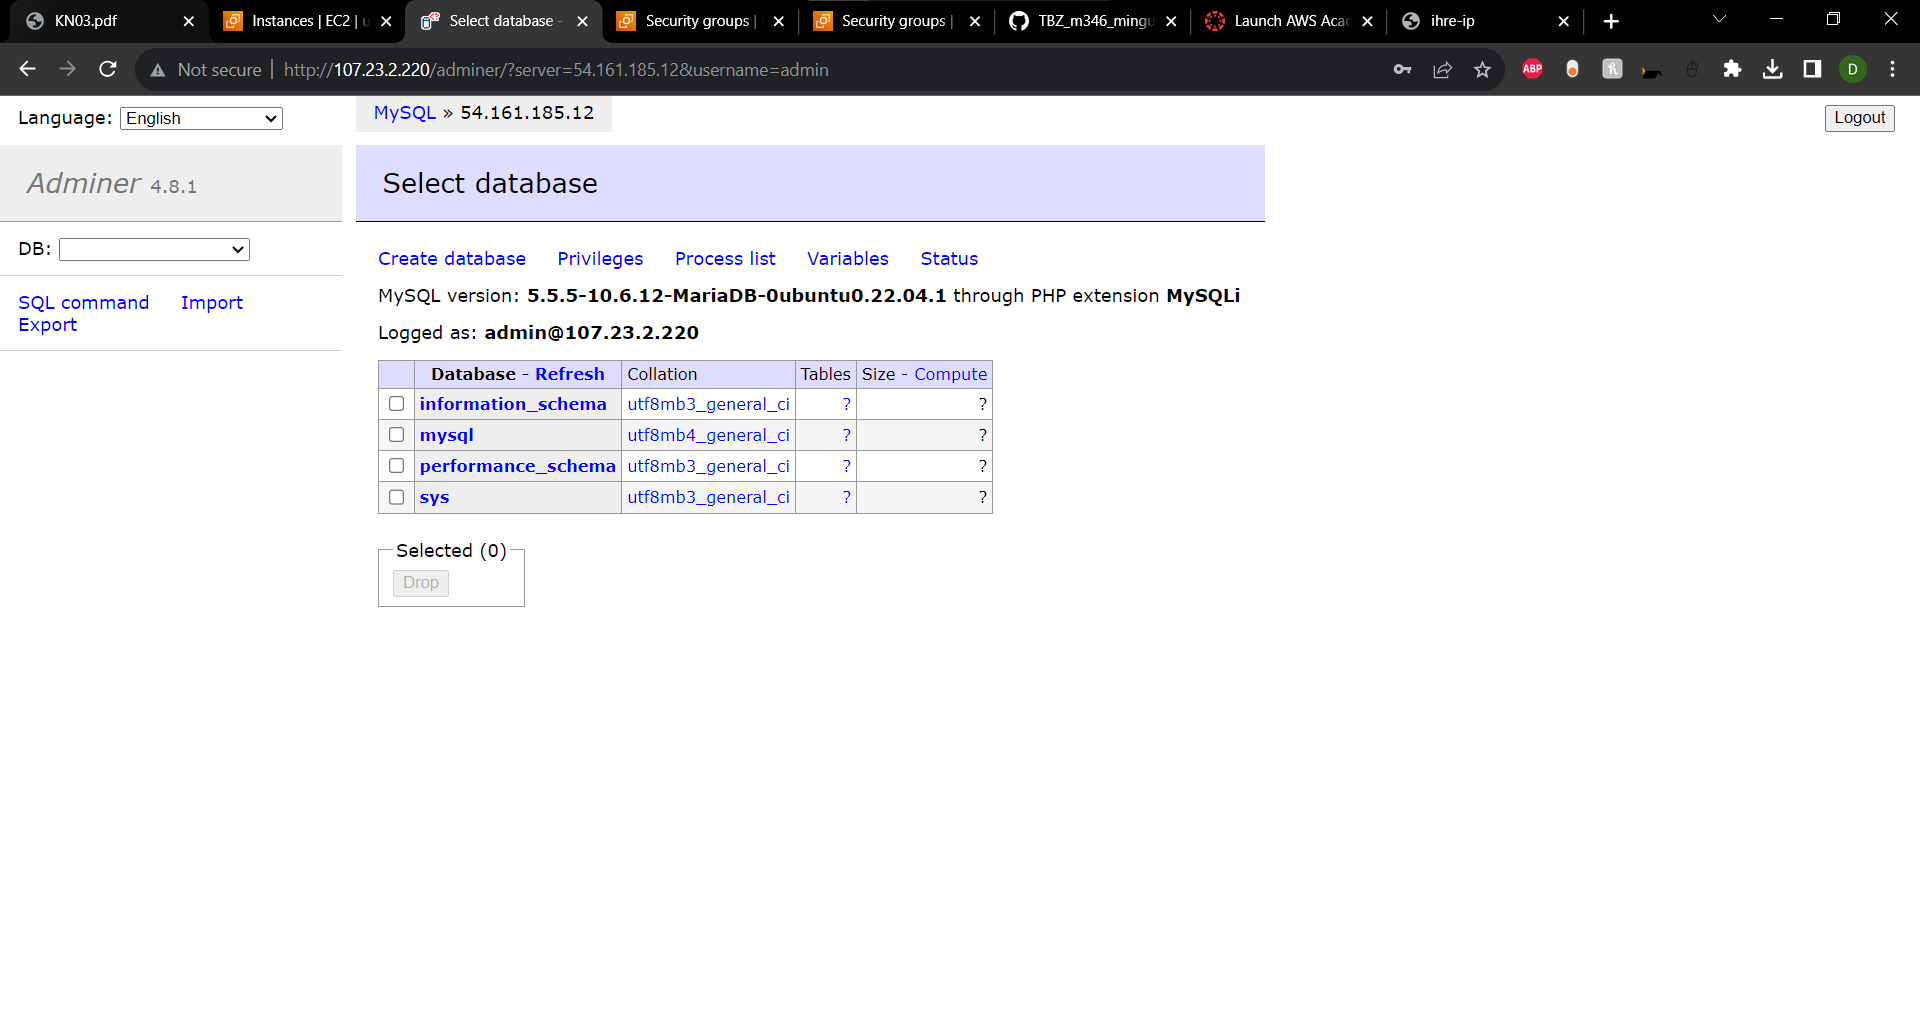 KN03.pdf
Instances | EC2 | u
Select database -
Security groups |
Security groups |
TBZ_m346_mingu
Launch AWS Acad
ihre-ip
Not secure
http://107.23.2.220/adminer/?server=54.161.185.12&username=admin
ABP
D
Language: English
MySQL » 54.161.185.12
Logout
Adminer 4.8.1
Select database
DB:
SQL command Import
Export
Create database Privileges Process list Variables Status
MySQL version: 5.5.5-10.6.12-MariaDB-0ubuntu0.22.04.1 through PHP extension MySQLi
Logged as: admin@107.23.2.220
Database - Refresh Collation Tables Size - Compute
information_schema utf8mb3_general_ci ? ?
mysql utf8mb4_general_ci ? ?
performance_schema utf8mb3_general_ci ? ?
sys utf8mb3_general_ci ? ?
Selected (0)
Drop